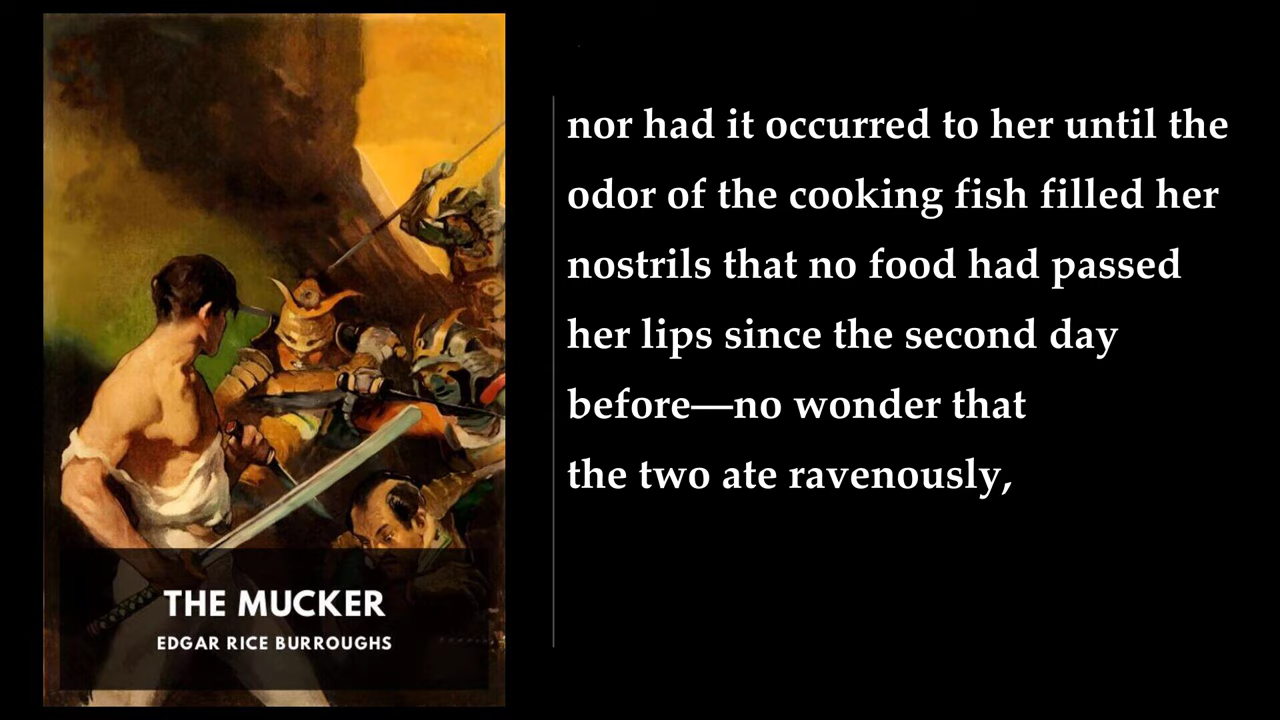 THE MUCKER
EDGAR RICE BURROUGHS
nor had it occurred to her until the
odor of the cooking fish filled her
nostrils that no food had passed
her lips since the second day
before—no wonder that
the two ate ravenously,